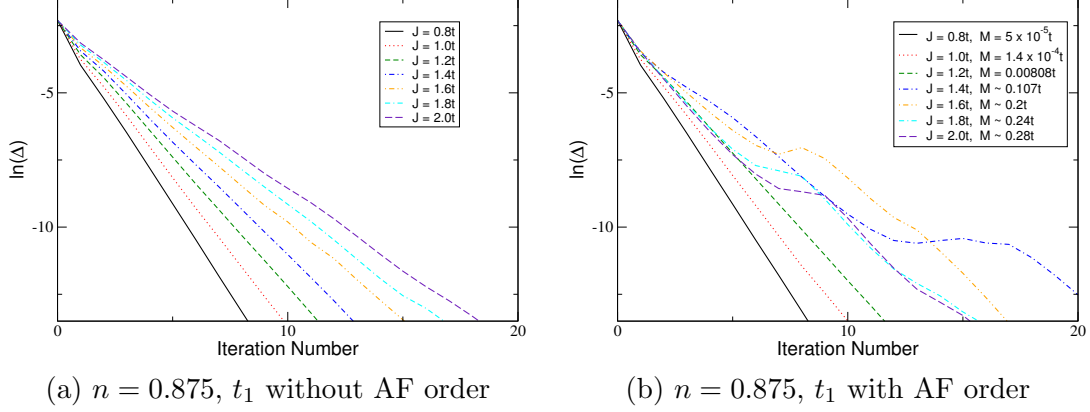 ln(Δ)
-5
-10
0
10
20
Iteration Number
J = 0.8t
J = 1.0t
J = 1.2t
J = 1.4t
J = 1.6t
J = 1.8t
J = 2.0t
(a) n = 0.875, t₁ without AF order
ln(Δ)
-5
-10
0
10
20
Iteration Number
J = 0.8t, M = 5 x 10⁻⁵t
J = 1.0t, M = 1.4 x 10⁻⁴t
J = 1.2t, M = 0.00808t
J = 1.4t, M ~ 0.107t
J = 1.6t, M ~ 0.2t
J = 1.8t, M ~ 0.24t
J = 2.0t, M ~ 0.28t
(b) n = 0.875, t₁ with AF order